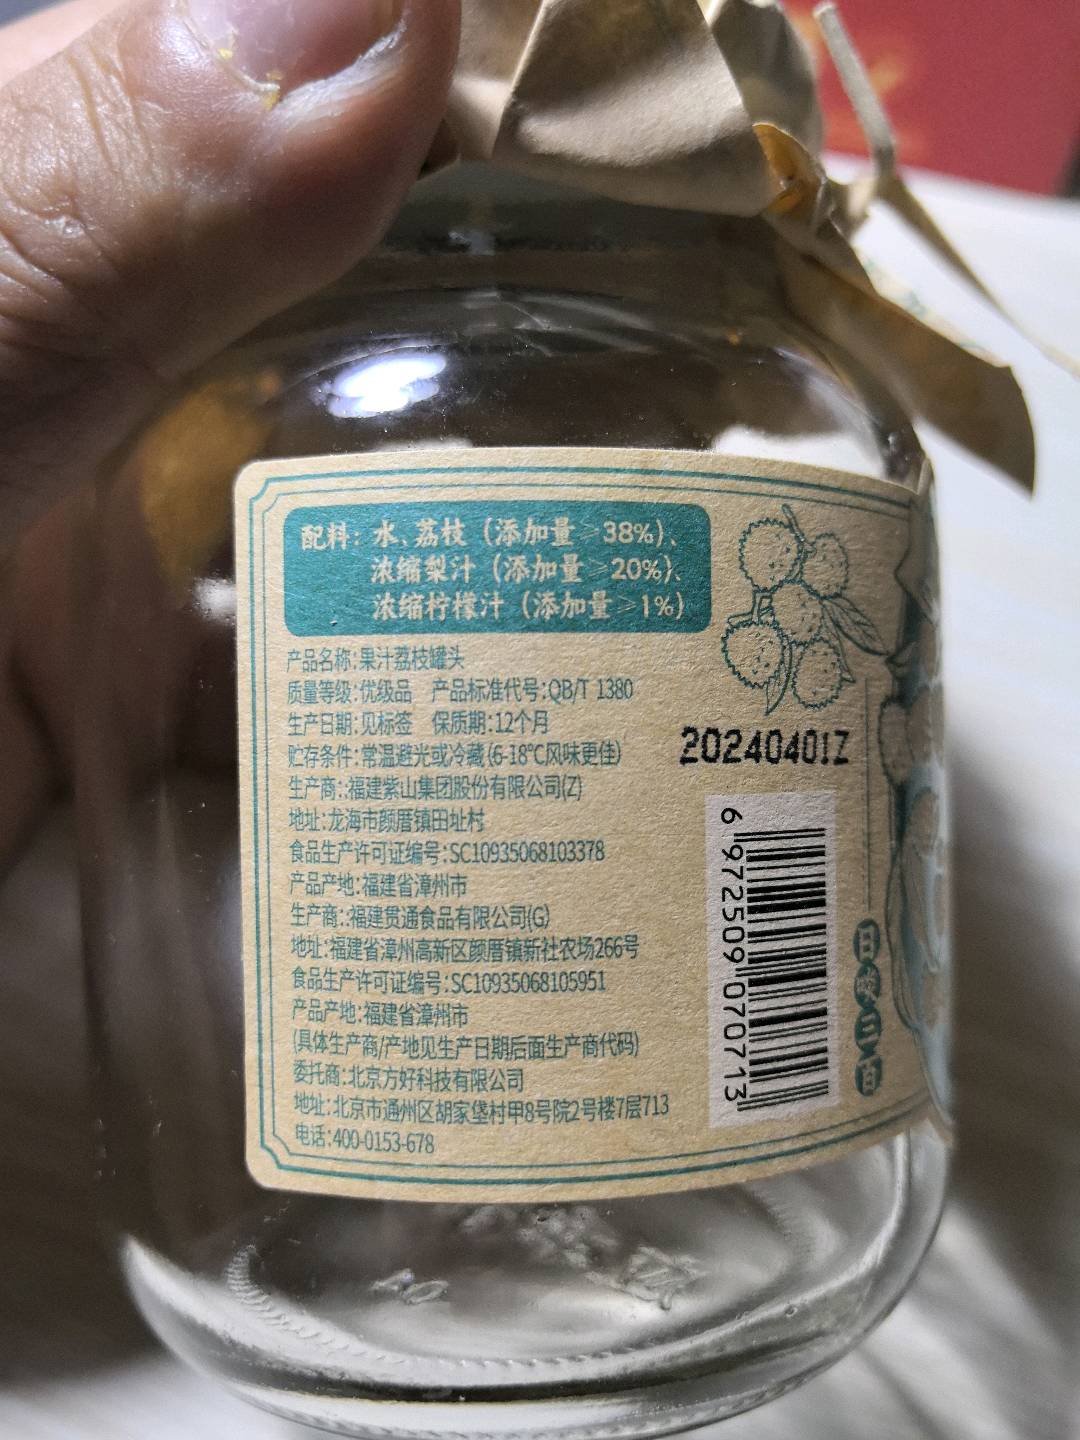 配料：水、荔枝（添加量≥38%）、
浓缩梨汁（添加量≥20%）、
浓缩柠檬汁（添加量≥1%）
产品名称:果汁荔枝罐头
质量等级:优级品 产品标准代号:QB/T 1380
生产日期:见标签 保质期:12个月
贮存条件:常温避光或冷藏(6-18℃风味更佳)
生产商::福建紫山集团股份有限公司(Z)
地址:龙海市颜厝镇田址村
食品生产许可证编号:SC10935068103378
产品产地:福建省漳州市
生产商::福建贯通食品有限公司(G)
地址:福建省漳州高新区颜厝镇新社农场266号
食品生产许可证编号:SC10935068105951
产品产地:福建省漳州市
(具体生产商/产地见生产日期后面生产商代码)
委托商:北京方好科技有限公司
地址:北京市通州区胡家垡村甲8号院2号楼7层713
电话:400-0153-678
20240401Z
6 972509 070713
日啖三百